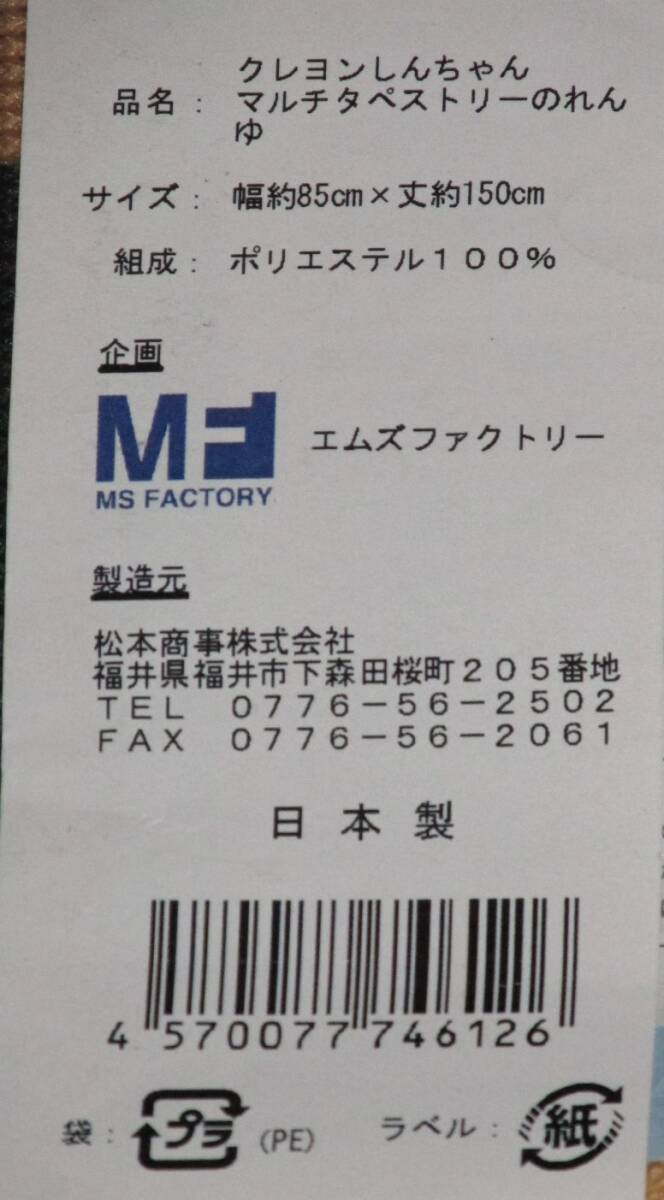 クレヨンしんちゃん
品名： マルチタペストリーのれん
ゆ
サイズ： 幅約85cm×丈約150cm
組成： ポリエステル１００％
企画
MF
MS FACTORY
エムズファクトリー
製造元
松本商事株式会社
福井県福井市下森田桜町２０５番地
ＴＥＬ　０７７６－５６－２５０２
ＦＡＸ　０７７６－５６－２０６１
日本製
4 570077 746126
袋： プラ (PE) ラベル： 紙